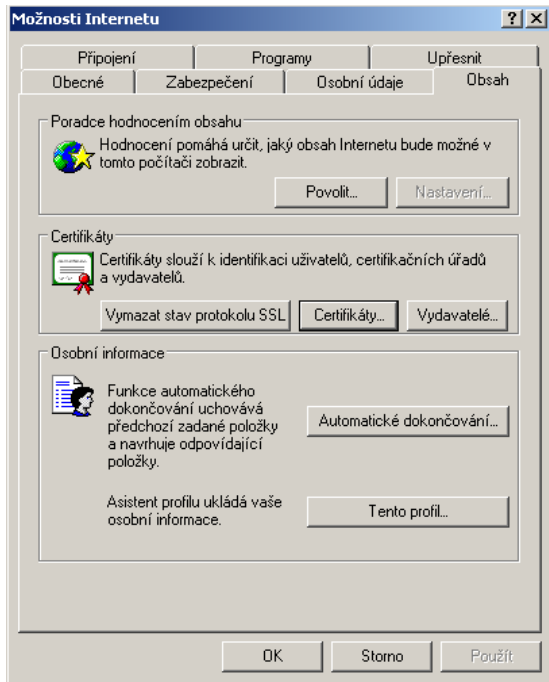 Možnosti Internetu
Připojení Programy Upřesnit
Obecné Zabezpečení Osobní údaje Obsah
Poradce hodnocením obsahu
Hodnocení pomáhá určit, jaký obsah Internetu bude možné v
tomto počítači zobrazit.
Povolit... Nastavení...
Certifikáty
Certifikáty slouží k identifikaci uživatelů, certifikačních úřadů
a vydavatelů.
Vymazat stav protokolu SSL Certifikáty... Vydavatelé...
Osobní informace
Funkce automatického
dokončování uchovává
předchozí zadané položky
a navrhuje odpovídající
položky.
Automatické dokončování...
Asistent profilu ukládá vaše
osobní informace.
Tento profil...
OK Storno Použít